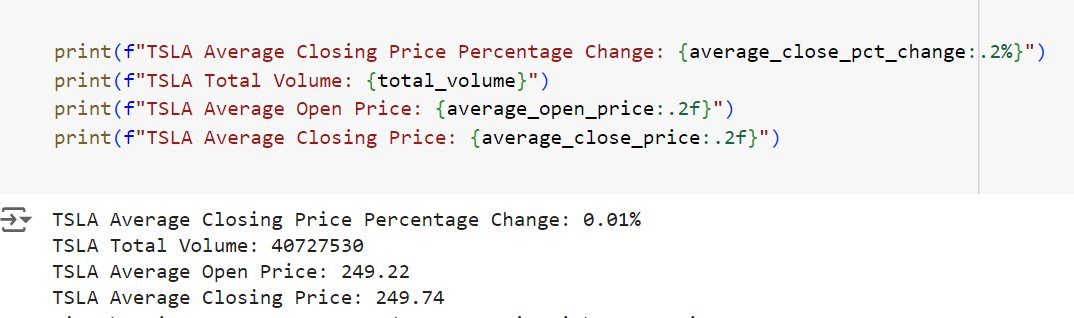 print(f"TSLA Average Closing Price Percentage Change: {average_close_pct_change:.2%}")
print(f"TSLA Total Volume: {total_volume}")
print(f"TSLA Average Open Price: {average_open_price:.2f}")
print(f"TSLA Average Closing Price: {average_close_price:.2f}")
TSLA Average Closing Price Percentage Change: 0.01%
TSLA Total Volume: 40727530
TSLA Average Open Price: 249.22
TSLA Average Closing Price: 249.74